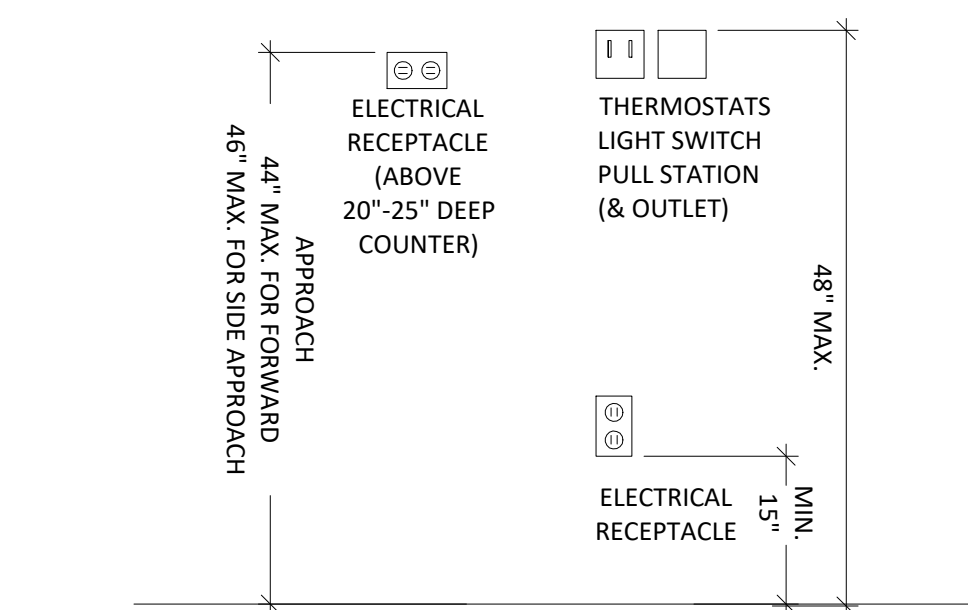 ELECTRICAL
RECEPTACLE
(ABOVE
20"-25" DEEP
COUNTER)
THERMOSTATS
LIGHT SWITCH
PULL STATION
(& OUTLET)
46" MAX. FOR SIDE APPROACH
44" MAX. FOR FORWARD
APPROACH
48" MAX.
ELECTRICAL
RECEPTACLE
15"
MIN.